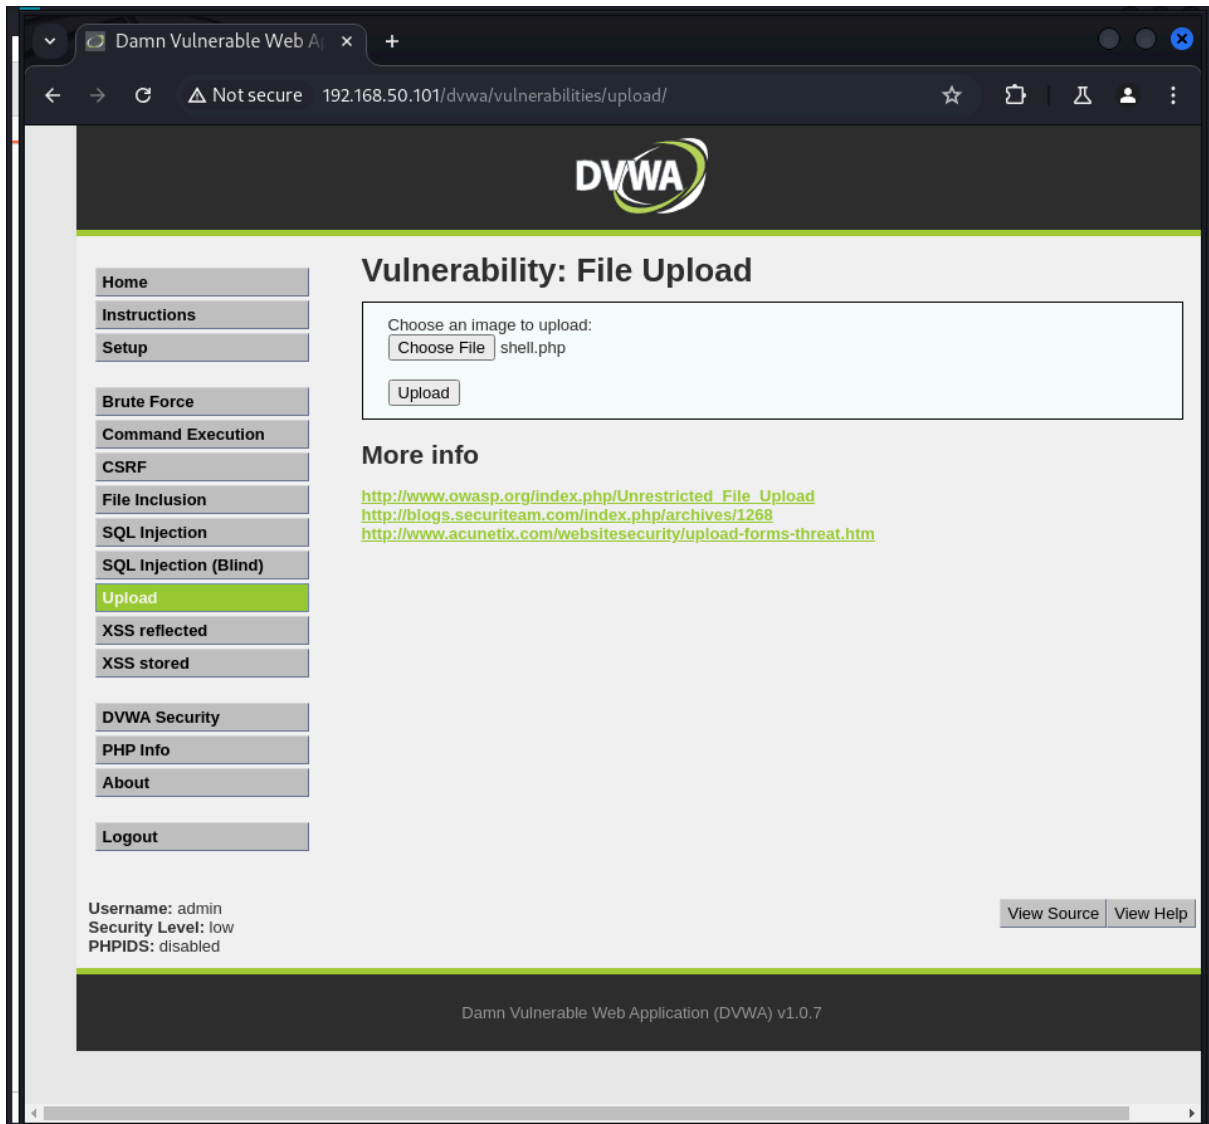 Damn Vulnerable Web Ap
Not secure 192.168.50.101/dvwa/vulnerabilities/upload/
DVWA
Home
Instructions
Setup
Brute Force
Command Execution
CSRF
File Inclusion
SQL Injection
SQL Injection (Blind)
Upload
XSS reflected
XSS stored
DVWA Security
PHP Info
About
Logout
Vulnerability: File Upload
Choose an image to upload:
Choose File shell.php
Upload
More info
http://www.owasp.org/index.php/Unrestricted_File_Upload
http://blogs.securiteam.com/index.php/archives/1268
http://www.acunetix.com/websitesecurity/upload-forms-threat.htm
Username: admin
Security Level: low
PHPIDS: disabled
View Source View Help
Damn Vulnerable Web Application (DVWA) v1.0.7